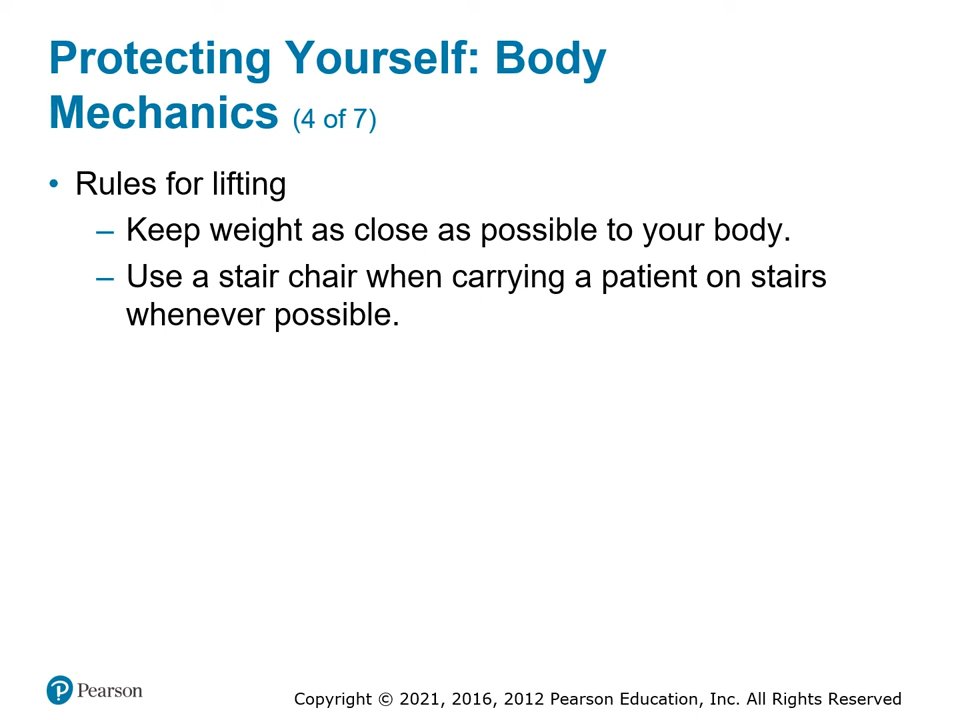 Protecting Yourself: Body
Mechanics (4 of 7)
• Rules for lifting
– Keep weight as close as possible to your body.
– Use a stair chair when carrying a patient on stairs
whenever possible.
Pearson
Copyright © 2021, 2016, 2012 Pearson Education, Inc. All Rights Reserved